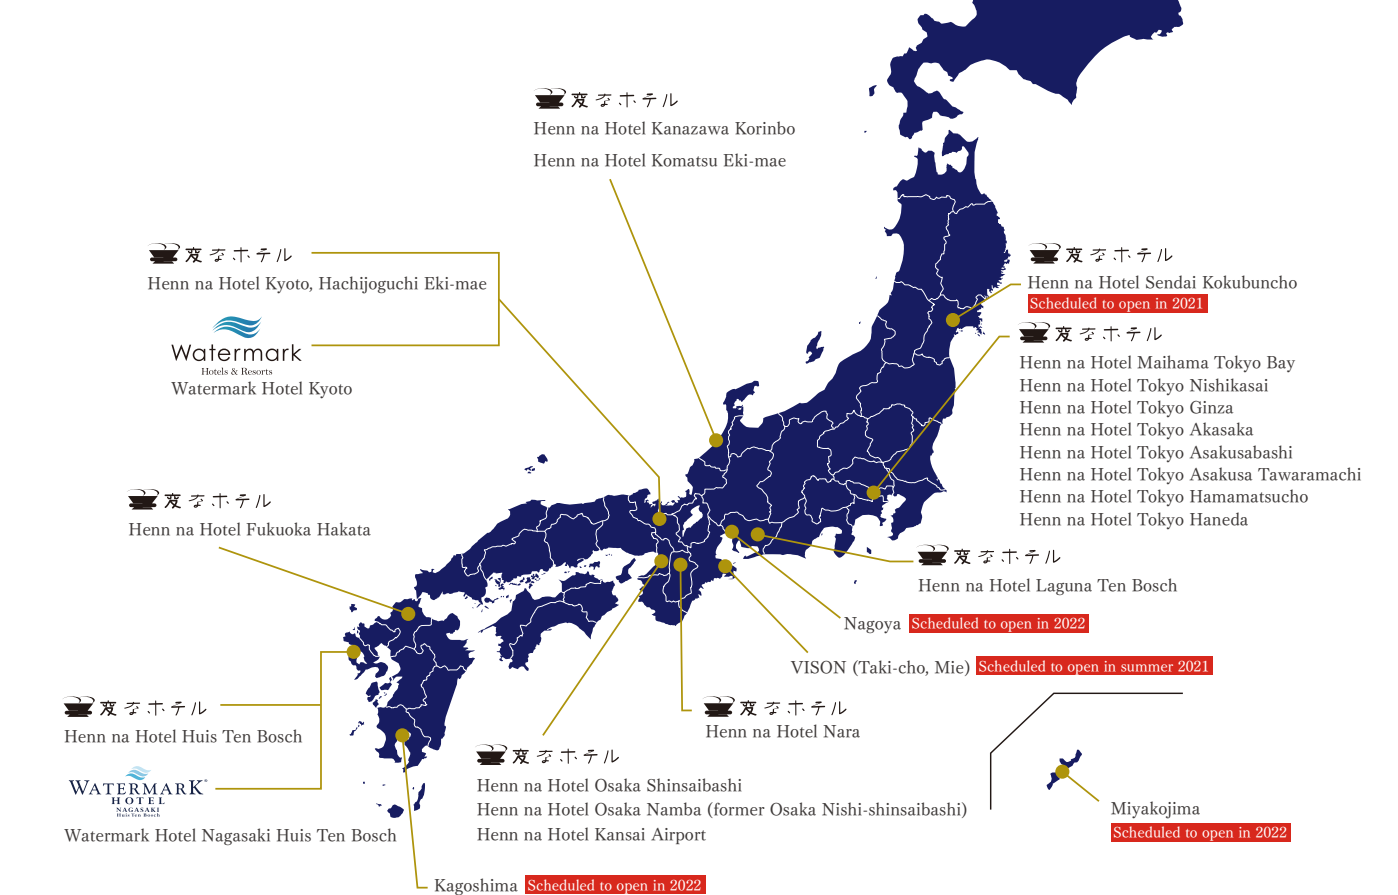 変なホテル
Henn na Hotel Kanazawa Korinbo
Henn na Hotel Komatsu Eki-mae
変なホテル
Henn na Hotel Kyoto, Hachijoguchi Eki-mae
Watermark
Hotels & Resorts
Watermark Hotel Kyoto
変なホテル
Henn na Hotel Sendai Kokubuncho
Scheduled to open in 2021
変なホテル
Henn na Hotel Maihama Tokyo Bay
Henn na Hotel Tokyo Nishikasai
Henn na Hotel Tokyo Ginza
Henn na Hotel Tokyo Akasaka
Henn na Hotel Tokyo Asakusabashi
Henn na Hotel Tokyo Asakusa Tawaramachi
Henn na Hotel Tokyo Hamamatsucho
Henn na Hotel Tokyo Haneda
変なホテル
Henn na Hotel Fukuoka Hakata
変なホテル
Henn na Hotel Laguna Ten Bosch
Nagoya Scheduled to open in 2022
VISON (Taki-cho, Mie) Scheduled to open in summer 2021
変なホテル
Henn na Hotel Huis Ten Bosch
WATERMARK
HOTEL
NAGASAKI
Huis Ten Bosch
Watermark Hotel Nagasaki Huis Ten Bosch
変なホテル
Henn na Hotel Nara
変なホテル
Henn na Hotel Osaka Shinsaibashi
Henn na Hotel Osaka Namba (former Osaka Nishi-shinsaibashi)
Henn na Hotel Kansai Airport
Miyakojima
Scheduled to open in 2022
Kagoshima Scheduled to open in 2022